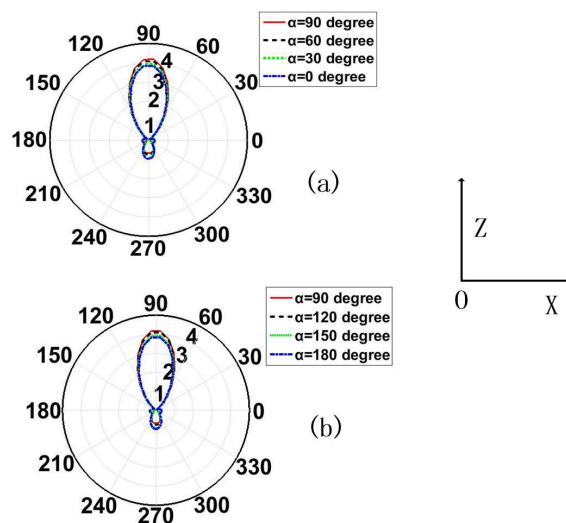 90
120
60
150
30
180
0
210
330
240
300
270
4
3
2
1
α=90 degree
α=60 degree
α=30 degree
α=0 degree
(a)
Z
O
X
90
120
60
150
30
180
0
210
330
240
300
270
4
3
2
1
α=90 degree
α=120 degree
α=150 degree
α=180 degree
(b)